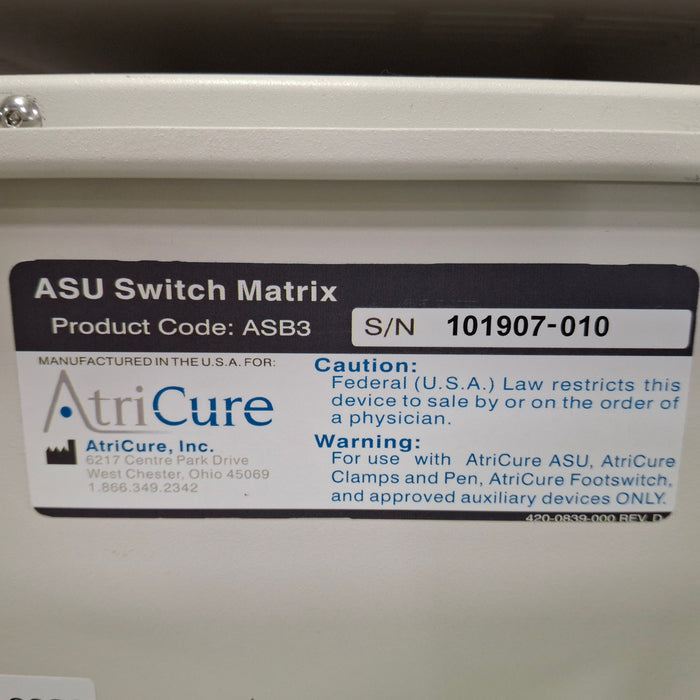 ASU Switch Matrix
Product Code: ASB3
S/N 101907-010
MANUFACTURED IN THE U.S.A. FOR:
AtriCure
AtriCure, Inc.
6217 Centre Park Drive
West Chester, Ohio 45069
1.866.349.2342
Caution:
Federal (U.S.A.) Law restricts this
device to sale by or on the order of
a physician.
Warning:
For use with AtriCure ASU, AtriCure
Clamps and Pen, AtriCure Footswitch,
and approved auxiliary devices ONLY.
420-0839-000 REV D